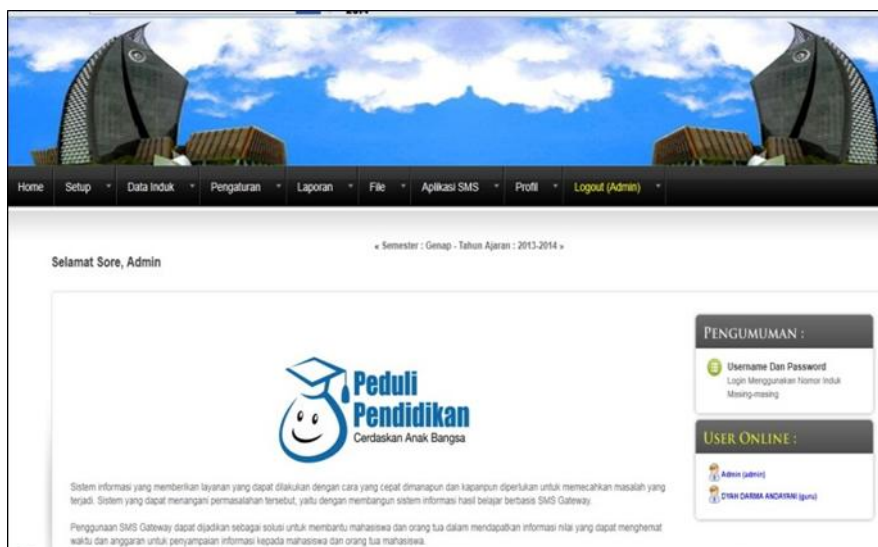 Home Setup Data Induk Pengaturan Laporan File Aplikasi SMS Profil Logout (Admin)
« Semester : Genap - Tahun Ajaran : 2013-2014 »
Selamat Sore, Admin
Peduli
Pendidikan
Cerdaskan Anak Bangsa
Sistem informasi yang memberikan layanan yang dapat dilakukan dengan cara yang cepat dimanapun dan kapanpun diperlukan untuk memecahkan masalah yang
terjadi. Sistem yang dapat menangani permasalahan tersebut, yaitu dengan membangun sistem informasi hasil belajar berbasis SMS Gateway.
Penggunaan SMS Gateway dapat dijadikan sebagai solusi untuk membantu mahasiswa dan orang tua dalam mendapatkan informasi nilai yang dapat menghemat
waktu dan anggaran untuk penyampaian informasi kepada mahasiswa dan orang tua mahasiswa.
PENGUMUMAN :
Username Dan Password
Login Menggunakan Nomor Induk
Masing-masing
USER ONLINE :
Admin (admin)
DYAH DARMA ANDAYANI (guru)